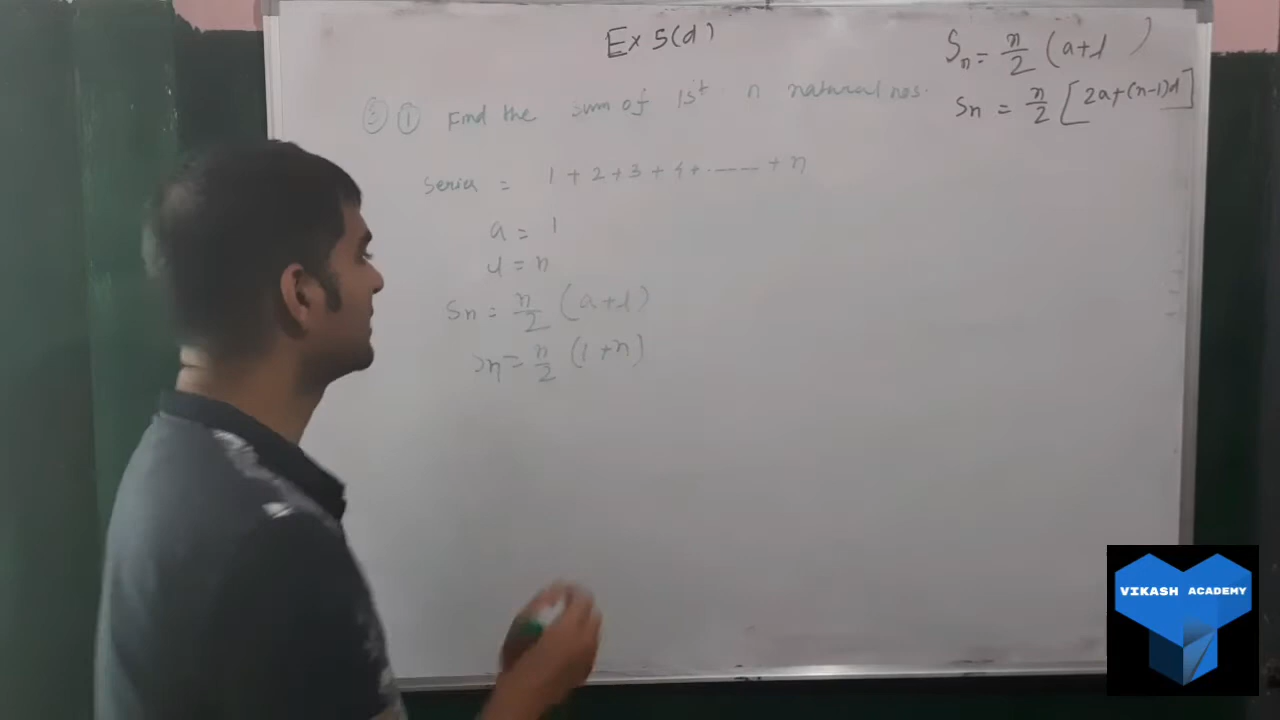 Ex 5(d)
Sn = n/2 (a+l )
Sn = n/2 [2a+(n-1)d]
⑤ ① Find the sum of 1st n natural nos.
Series = 1 + 2 + 3 + 4 + ........ + n
a = 1
l = n
Sn = n/2 (a+l)
Sn = n/2 (1+n)
VIKASH ACADEMY